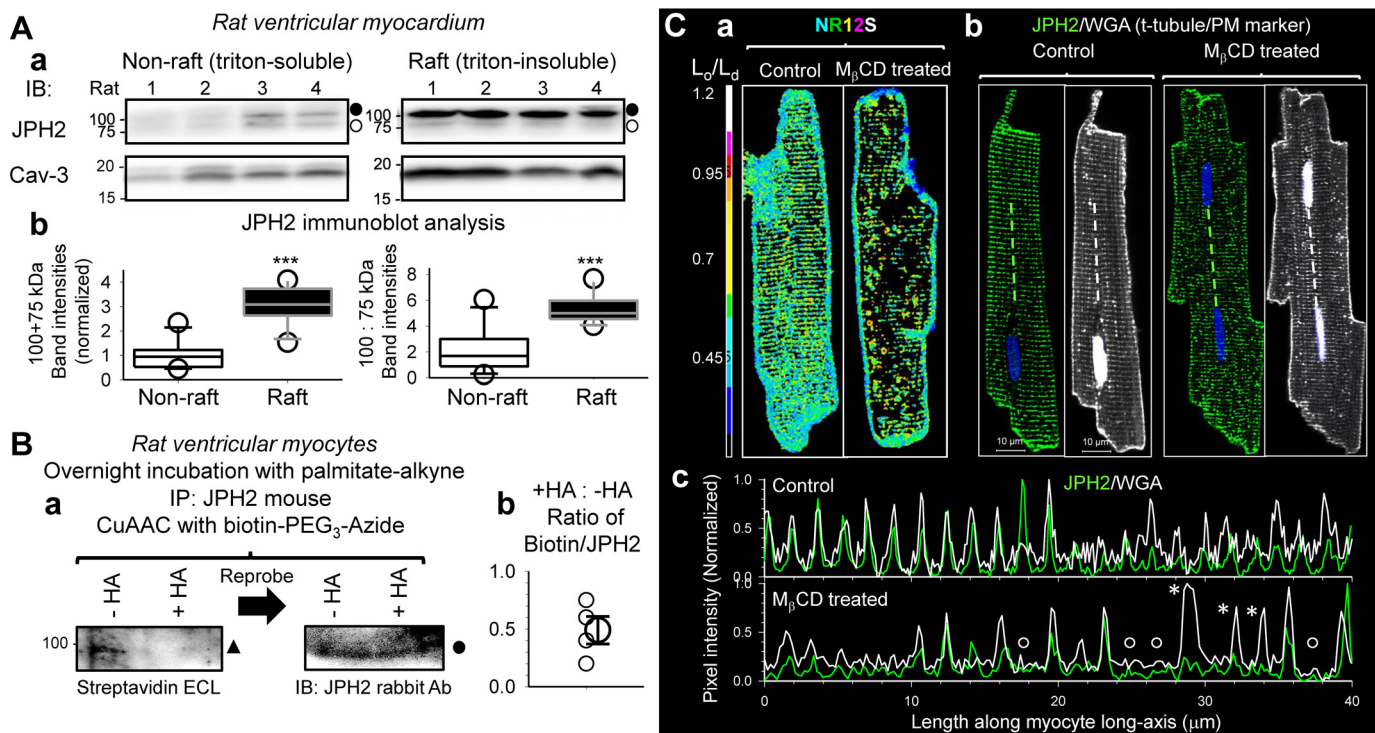 Rat ventricular myocardium
A
a
Non-raft (triton-soluble)
Raft (triton-insoluble)
IB:
Rat
1 2 3 4
1 2 3 4
JPH2
100
75
100
75
Cav-3
20
15
20
15
b
JPH2 immunoblot analysis
100+75 kDa
Band intensities
(normalized)
4
3
2
1
0
***
Non-raft
Raft
100 : 75 kDa
Band intensities
8
6
4
2
0
***
Non-raft
Raft
B
Rat ventricular myocytes
Overnight incubation with palmitate-alkyne
IP: JPH2 mouse
CuAAC with biotin-PEG3-Azide
a
- HA
+ HA
Reprobe
- HA
+ HA
100
Streptavidin ECL
IB: JPH2 rabbit Ab
b
+HA : -HA
Ratio of
Biotin/JPH2
1.0
0.5
0.0
C
a
NR12S
Lo/Ld
Control
MβCD treated
1.2
0.95
0.7
0.45
b
JPH2/WGA (t-tubule/PM marker)
Control
MβCD treated
10 μm
10 μm
c
Pixel intensity (Normalized)
Control
JPH2/WGA
1.0
0.5
0.0
MβCD treated
* * *
1.0
0.5
0.0
0 10 20 30 40
Length along myocyte long-axis (μm)